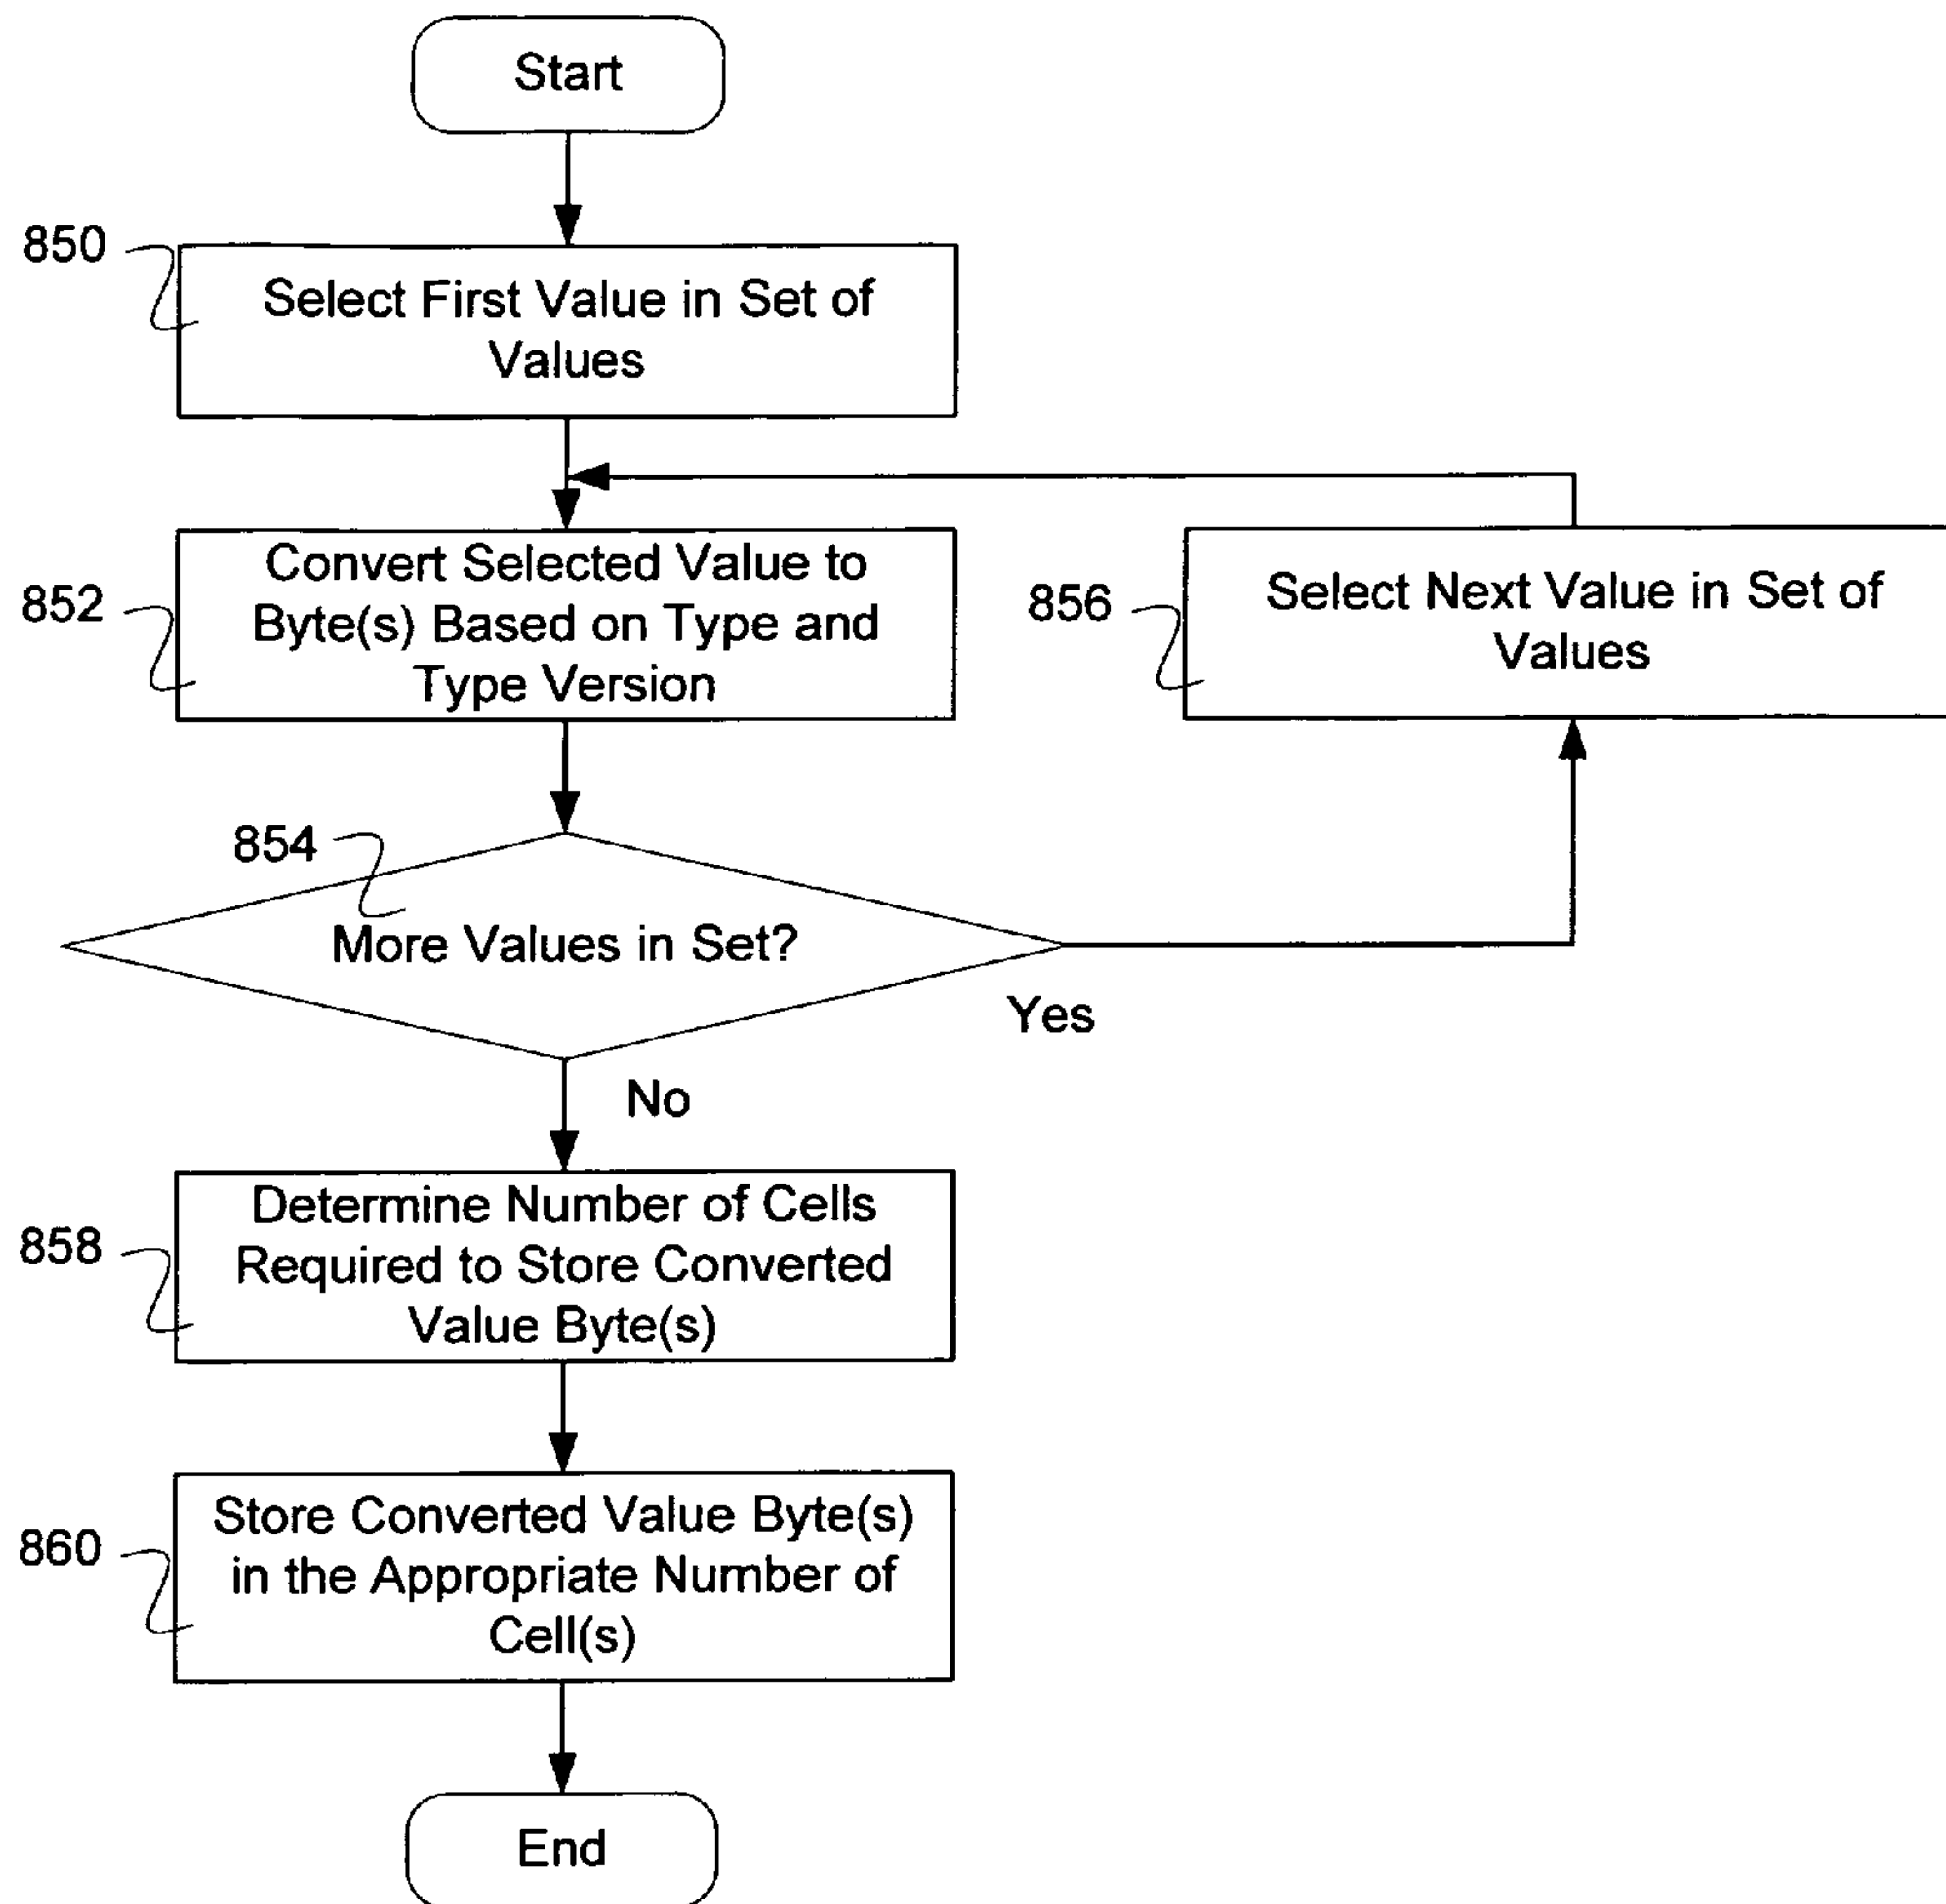 Start
850
Select First Value in Set of
Values
852
Convert Selected Value to
Byte(s) Based on Type and
Type Version
856
Select Next Value in Set of
Values
854
More Values in Set?
Yes
No
858
Determine Number of Cells
Required to Store Converted
Value Byte(s)
860
Store Converted Value Byte(s)
in the Appropriate Number of
Cell(s)
End